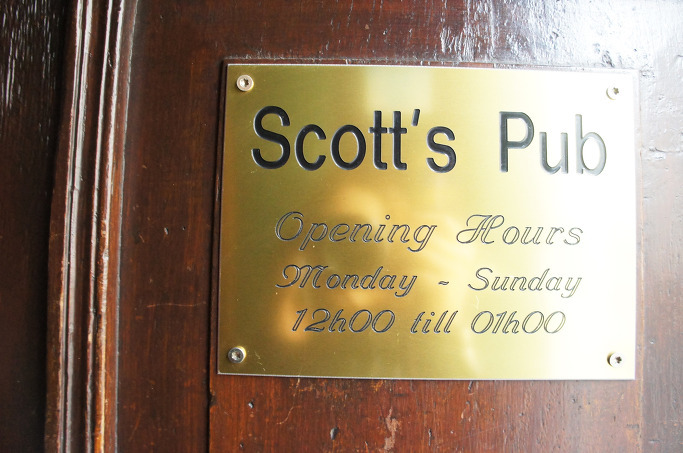 Scott's Pub
Opening Hours
Monday - Sunday
12h00 till 01h00